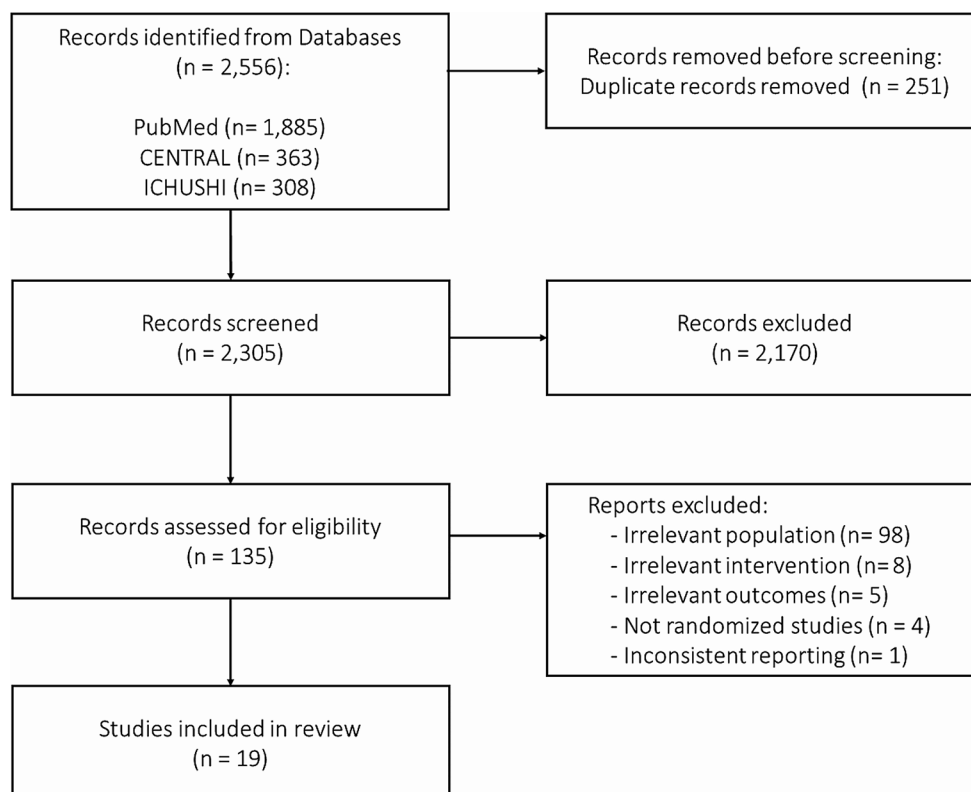 Records identified from Databases
(n = 2,556):
PubMed (n= 1,885)
CENTRAL (n= 363)
ICHUSHI (n= 308)
Records removed before screening:
Duplicate records removed (n = 251)
Records screened
(n = 2,305)
Records excluded
(n = 2,170)
Records assessed for eligibility
(n = 135)
Reports excluded:
- Irrelevant population (n= 98)
- Irrelevant intervention (n= 8)
- Irrelevant outcomes (n= 5)
- Not randomized studies (n = 4)
- Inconsistent reporting (n= 1)
Studies included in review
(n = 19)